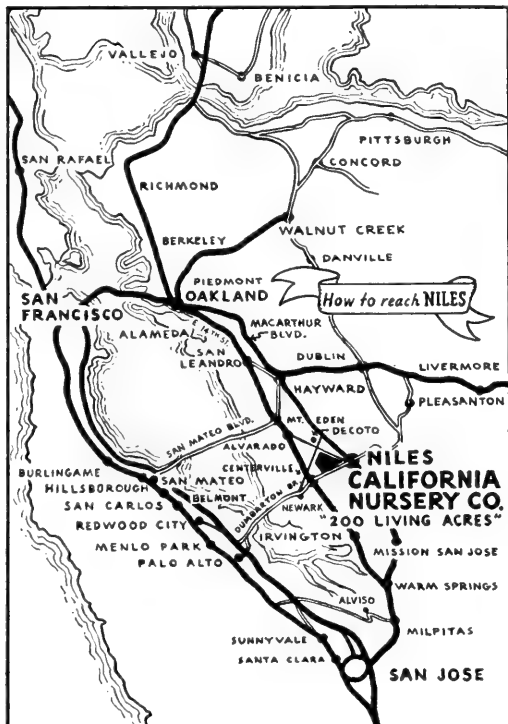 VALLEJO
BENICIA
PITTSBURGH
SAN RAFAEL
CONCORD
RICHMOND
WALNUT CREEK
BERKELEY
DANVILLE
PIEDMONT
OAKLAND
How to reach NILES
SAN
FRANCISCO
ALAMEDA
E. 14TH ST.
MACARTHUR
BLVD.
SAN
LEANDRO
DUBLIN
LIVERMORE
HAYWARD
PLEASANTON
MT. EDEN
SAN MATEO BLVD.
ALVARADO
DECOTO
NILES
CENTERVILLE
CALIFORNIA
NURSERY CO.
"200 LIVING ACRES"
BURLINGAME
HILLSBOROUGH
SAN MATEO
BELMONT
SAN CARLOS
DUMBARTON BR.
NEWARK
REDWOOD CITY
IRVINGTON
MENLO PARK
MISSION SAN JOSE
PALO ALTO
WARM SPRINGS
ALVISO
MILPITAS
SUNNYVALE
SANTA CLARA
SAN JOSE